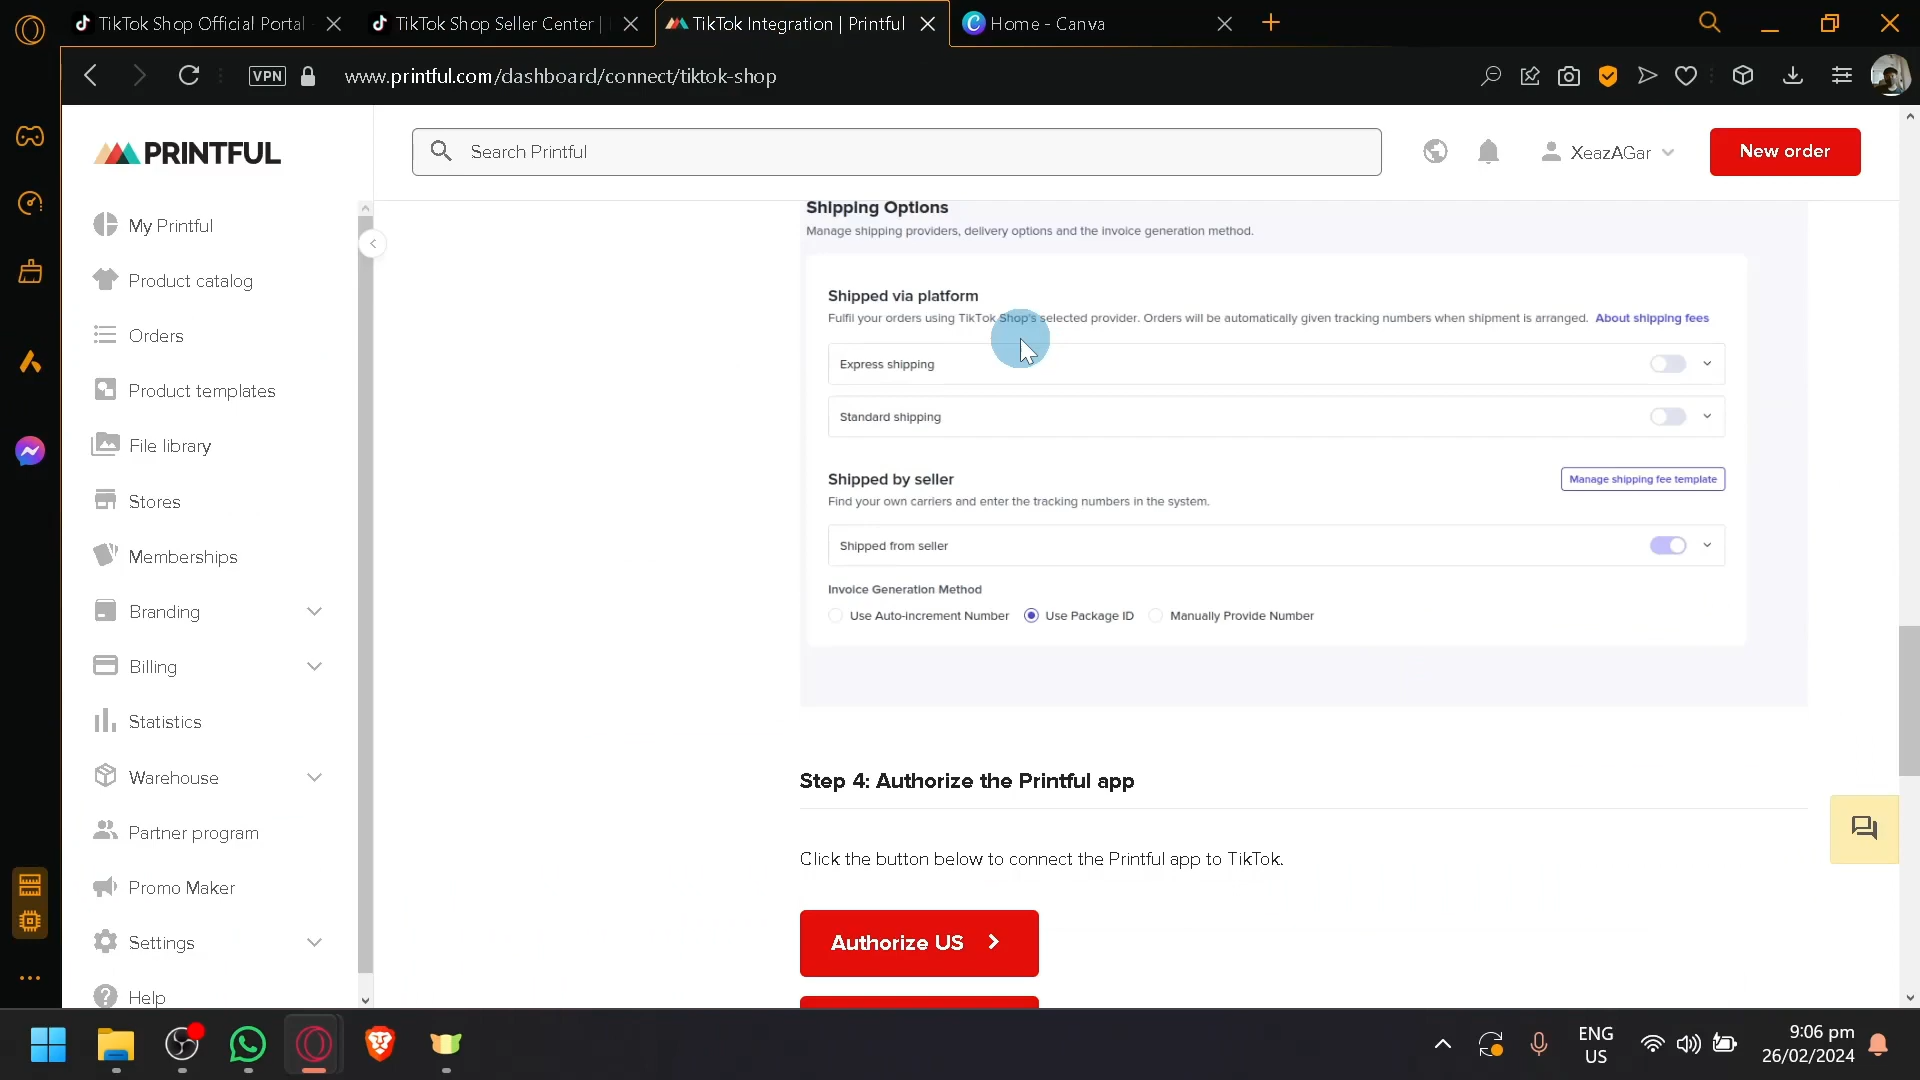 TikTok Shop Official Portal
TikTok Shop Seller Center |
TikTok Integration | Printful
Home - Canva
VPN
www.printful.com/dashboard/connect/tiktok-shop
PRINTFUL
Search Printful
XeazAGar
New order
My Printful
Product catalog
Orders
Product templates
File library
Stores
Memberships
Branding
Billing
Statistics
Warehouse
Partner program
Promo Maker
Settings
Help
Shipping Options
Manage shipping providers, delivery options and the invoice generation method.
Shipped via platform
Fulfil your orders using TikTok Shop's selected provider. Orders will be automatically given tracking numbers when shipment is arranged. About shipping fees
Express shipping
Standard shipping
Shipped by seller
Manage shipping fee template
Find your own carriers and enter the tracking numbers in the system.
Shipped from seller
Invoice Generation Method
Use Auto-increment Number Use Package ID Manually Provide Number
Step 4: Authorize the Printful app
Click the button below to connect the Printful app to TikTok.
Authorize US
ENG
US
9:06 pm
26/02/2024